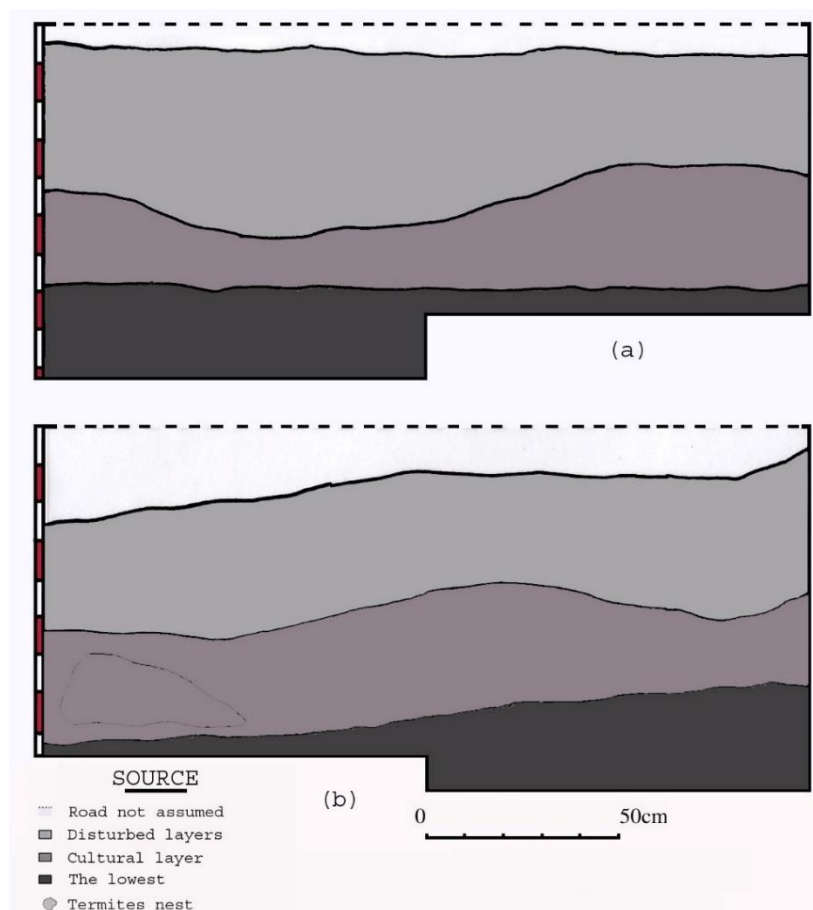 (a)
SOURCE
Road not assumed
Disturbed layers
Cultural layer
The lowest
Termites nest
(b)
0 50cm